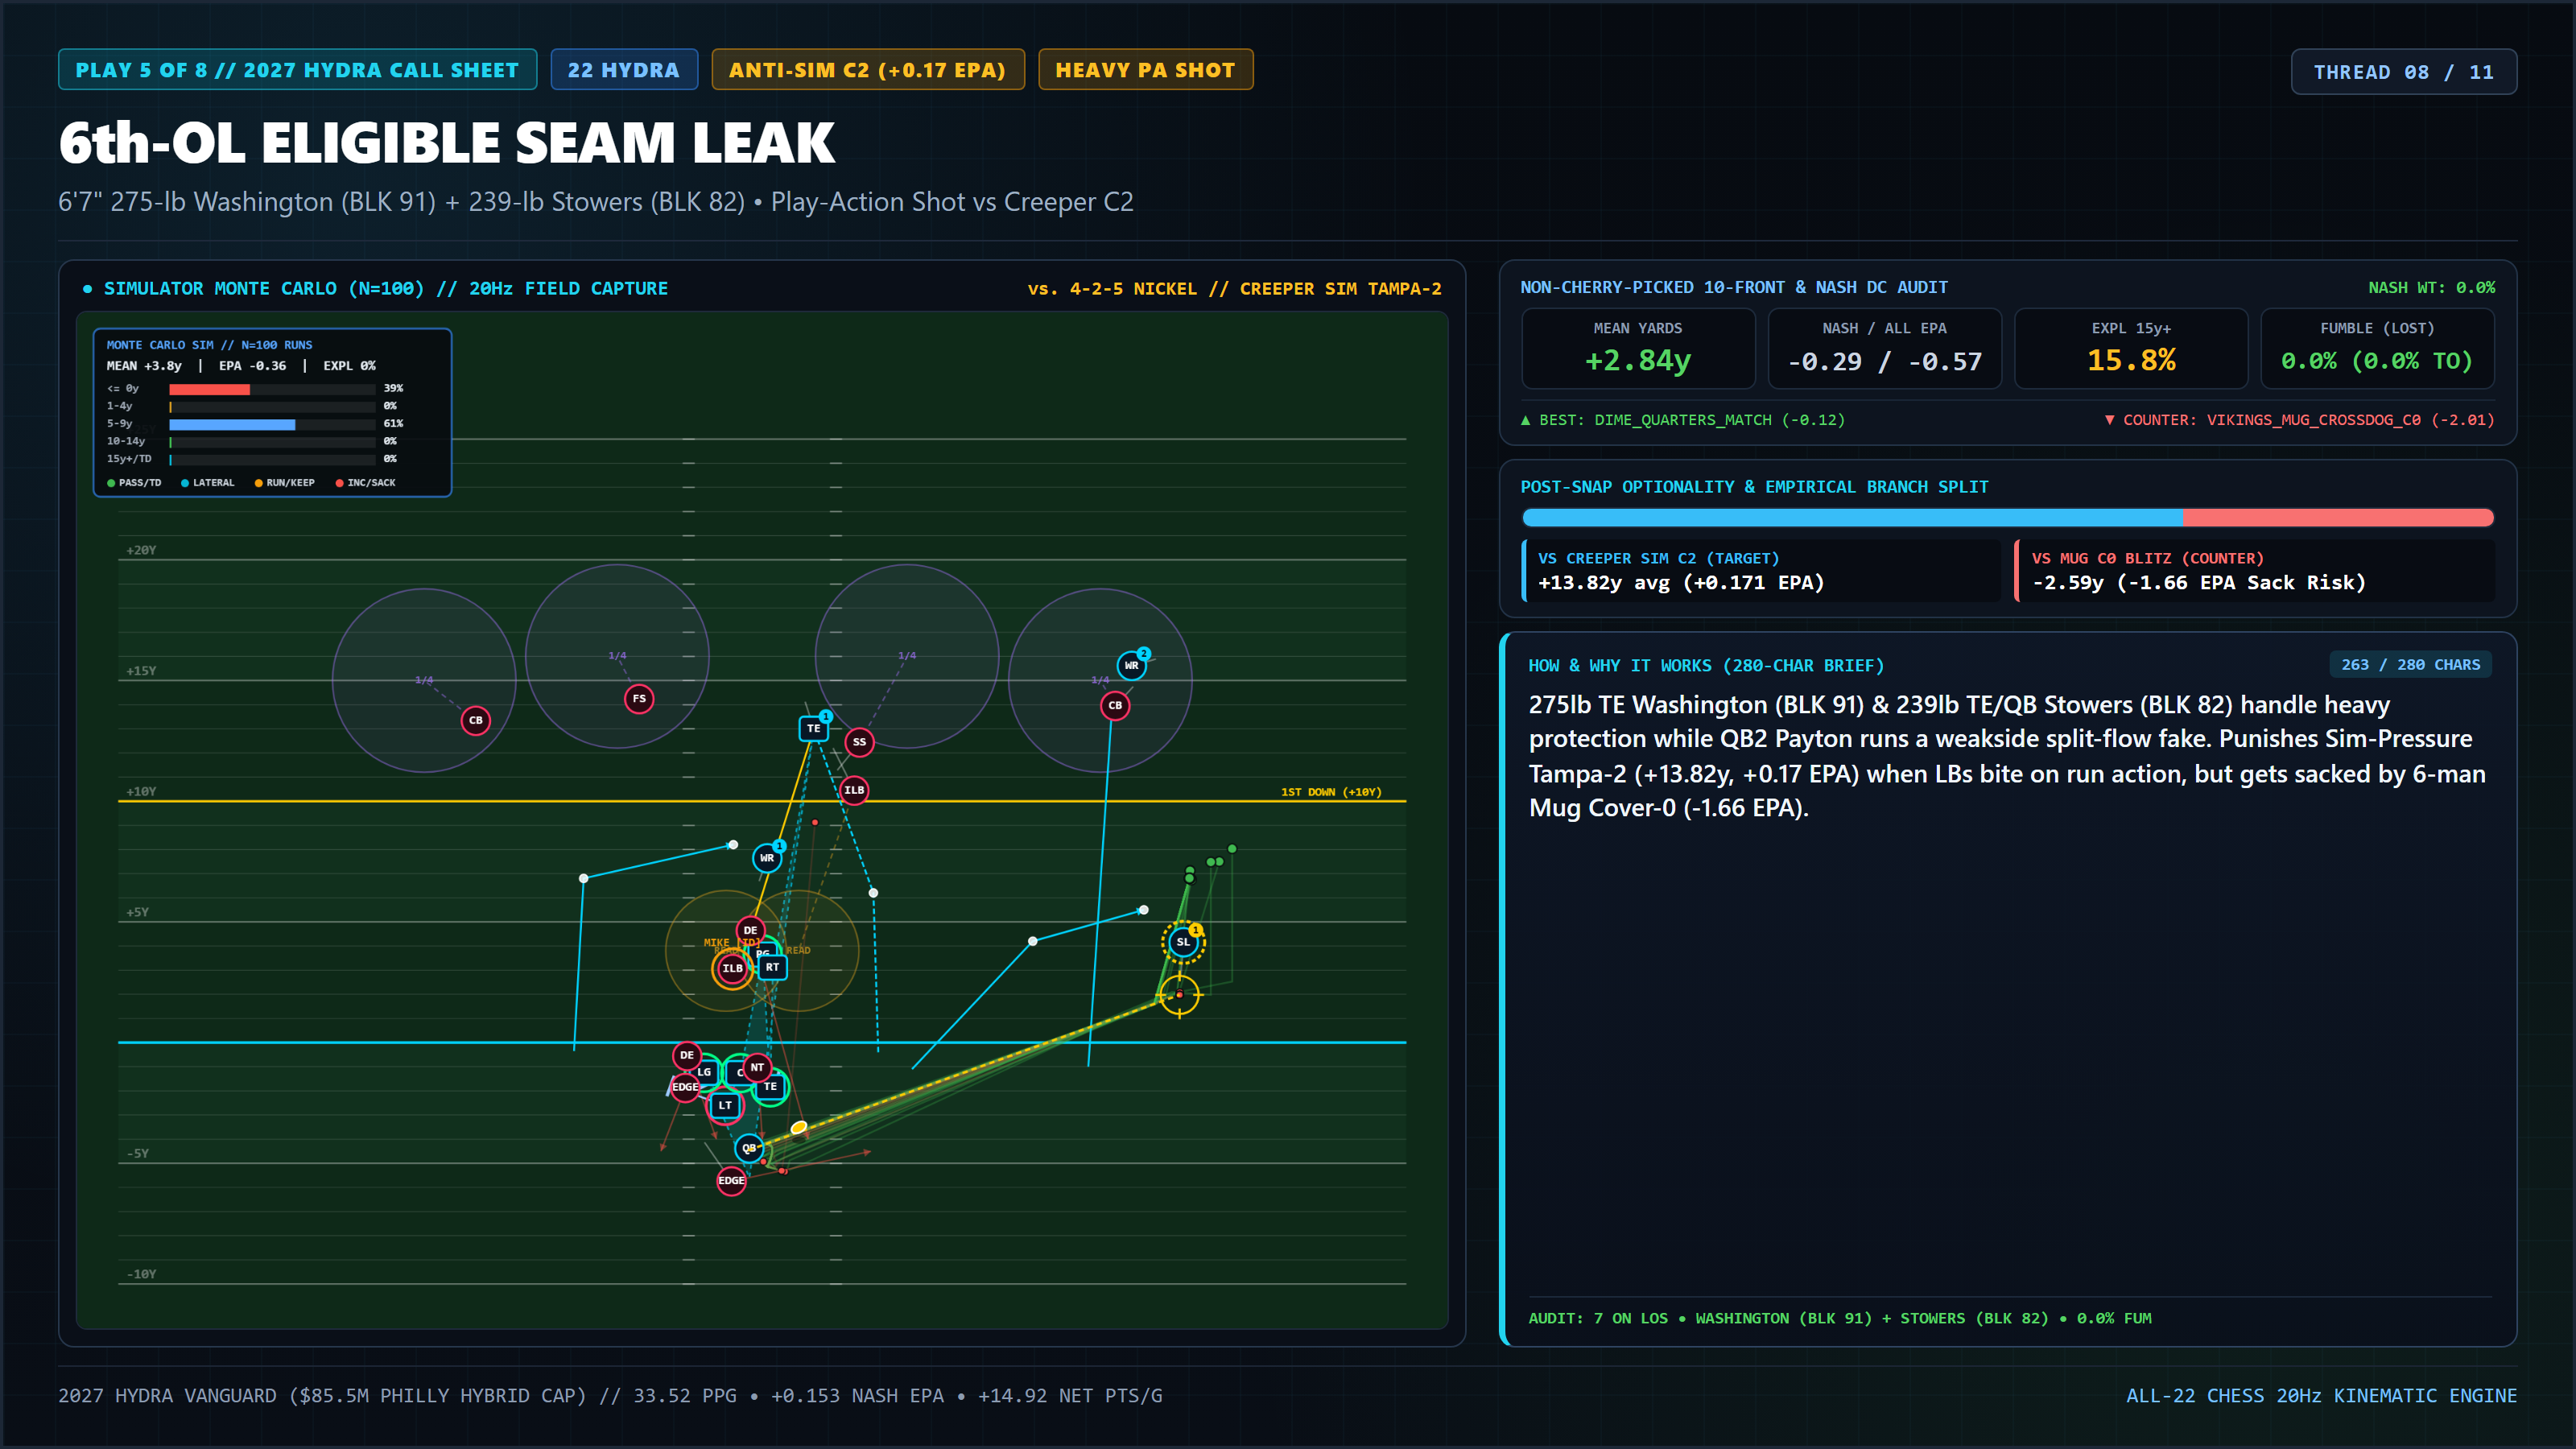 PLAY 5 OF 8 // 2027 HYDRA CALL SHEET
22 HYDRA
ANTI-SIM C2 (+0.17 EPA)
HEAVY PA SHOT
THREAD 08 / 11
6th-OL ELIGIBLE SEAM LEAK
6'7" 275-lb Washington (BLK 91) + 239-lb Stowers (BLK 82) • Play-Action Shot vs Creeper C2
SIMULATOR MONTE CARLO (N=100) // 20Hz FIELD CAPTURE
vs. 4-2-5 NICKEL // CREEPER SIM TAMPA-2
MONTE CARLO SIM // N=100 RUNS
MEAN +3.8y | EPA -0.36 | EXPL 0%
<= 0y 39%
1-4y 0%
5-9y 61%
10-14y 0%
15y+/TD 0%
PASS/TD LATERAL RUN/KEEP INC/SACK
+20Y
1/4
1/4
WR 2
+15Y
1/4
1/4
FS
CB
CB
TE 1
SS
ILB
+10Y
1ST DOWN (+10Y)
WR 1
+5Y
DE
MIKE [ID]
READ
RG
SL 1
ILB
RT
DE
LG
C
NT
EDGE
TE
LT
QB
-5Y
EDGE
-10Y
NON-CHERRY-PICKED 10-FRONT & NASH DC AUDIT
NASH WT: 0.0%
MEAN YARDS
+2.84y
NASH / ALL EPA
-0.29 / -0.57
EXPL 15y+
15.8%
FUMBLE (LOST)
0.0% (0.0% TO)
▲ BEST: DIME_QUARTERS_MATCH (-0.12)
▼ COUNTER: VIKINGS_MUG_CROSSDOG_C0 (-2.01)
POST-SNAP OPTIONALITY & EMPIRICAL BRANCH SPLIT
VS CREEPER SIM C2 (TARGET)
+13.82y avg (+0.171 EPA)
VS MUG C0 BLITZ (COUNTER)
-2.59y (-1.66 EPA Sack Risk)
HOW & WHY IT WORKS (280-CHAR BRIEF)
263 / 280 CHARS
275lb TE Washington (BLK 91) & 239lb TE/QB Stowers (BLK 82) handle heavy
protection while QB2 Payton runs a weakside split-flow fake. Punishes Sim-Pressure
Tampa-2 (+13.82y, +0.17 EPA) when LBs bite on run action, but gets sacked by 6-man
Mug Cover-0 (-1.66 EPA).
AUDIT: 7 ON LOS • WASHINGTON (BLK 91) + STOWERS (BLK 82) • 0.0% FUM
2027 HYDRA VANGUARD ($85.5M PHILLY HYBRID CAP) // 33.52 PPG • +0.153 NASH EPA • +14.92 NET PTS/G
ALL-22 CHESS 20Hz KINEMATIC ENGINE